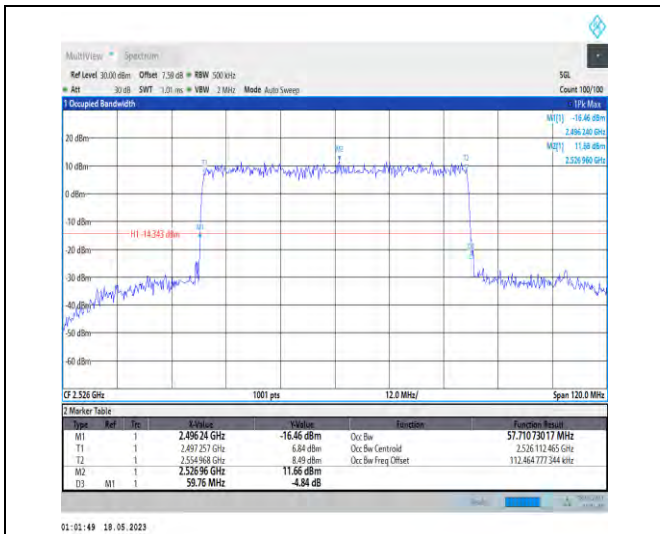 MultiView Spectrum
Ref Level 30.00 dBm Offset 7.59 dB RBW 500 kHz SGL
Att 30 dB SWT 1.01 ms VBW 2 MHz Mode Auto Sweep Count 100/100
1 Occupied Bandwidth 1Pk Max
M1[1] -16.46 dBm
2.496 240 GHz
M2[1] 11.66 dBm
2.526 960 GHz
20 dBm
T1 M2 T2
10 dBm
0 dBm
-10 dBm
M1
H1 -14.343 dBm
-20 dBm
-30 dBm
-40 dBm
-50 dBm
-60 dBm
CF 2.526 GHz 1001 pts 12.0 MHz/ Span 120.0 MHz
2 Marker Table
Type Ref Trc X-Value Y-Value Function Function Result
M1 1 2.496 24 GHz -16.46 dBm Occ Bw 57.710 730 17 MHz
T1 1 2.497 257 GHz 6.84 dBm Occ Bw Centroid 2.526 112 465 GHz
T2 1 2.554 968 GHz 8.49 dBm Occ Bw Freq Offset 112.464 777 344 kHz
M2 1 2.526 96 GHz 11.66 dBm
D3 M1 1 59.76 MHz -4.84 dB
01:01:49 18.05.2023